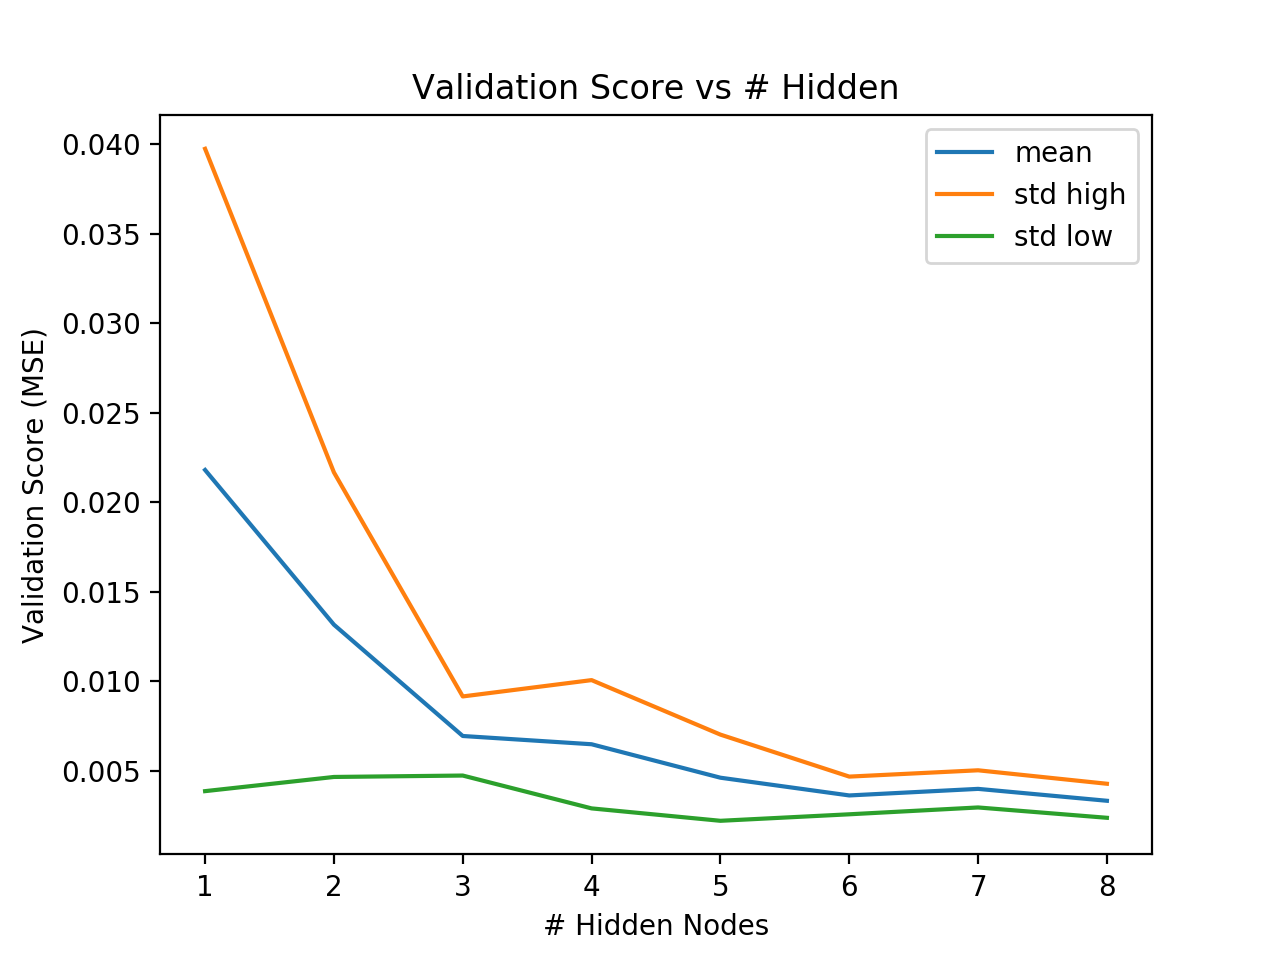 Validation Score vs # Hidden
0.040
0.035
0.030
0.025
0.020
0.015
0.010
0.005
Validation Score (MSE)
mean
std high
std low
1 2 3 4 5 6 7 8
# Hidden Nodes